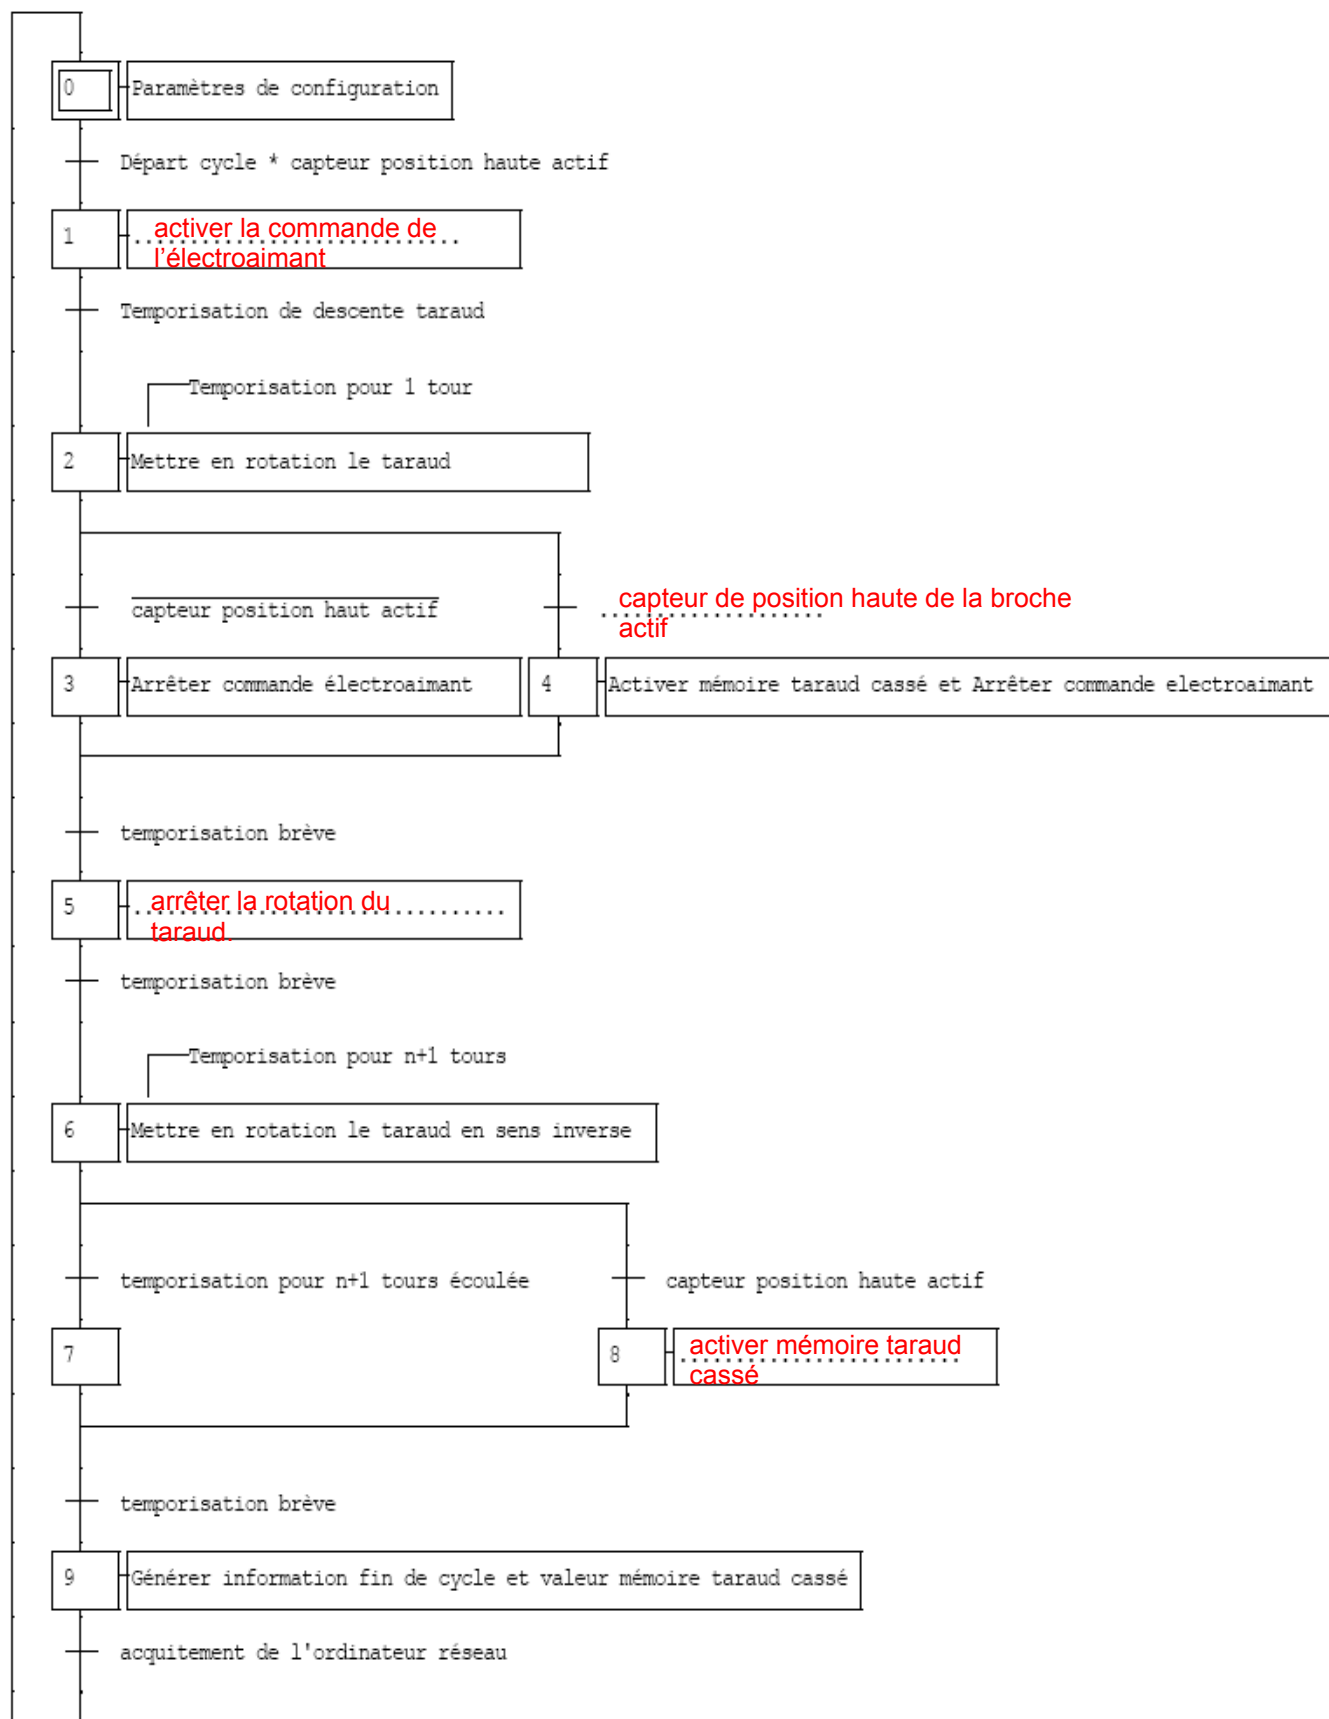 0 Paramètres de configuration
Départ cycle * capteur position haute actif
1 activer la commande de
l'électroaimant
Temporisation de descente taraud
Temporisation pour 1 tour
2 Mettre en rotation le taraud
capteur position haut actif
capteur de position haute de la broche
actif
3 Arrêter commande électroaimant
4 Activer mémoire taraud cassé et Arrêter commande electroaimant
temporisation brève
5 arrêter la rotation du
taraud.
temporisation brève
Temporisation pour n+1 tours
6 Mettre en rotation le taraud en sens inverse
temporisation pour n+1 tours écoulée
capteur position haute actif
7
8 activer mémoire taraud
cassé
temporisation brève
9 Générer information fin de cycle et valeur mémoire taraud cassé
acquitement de l'ordinateur réseau